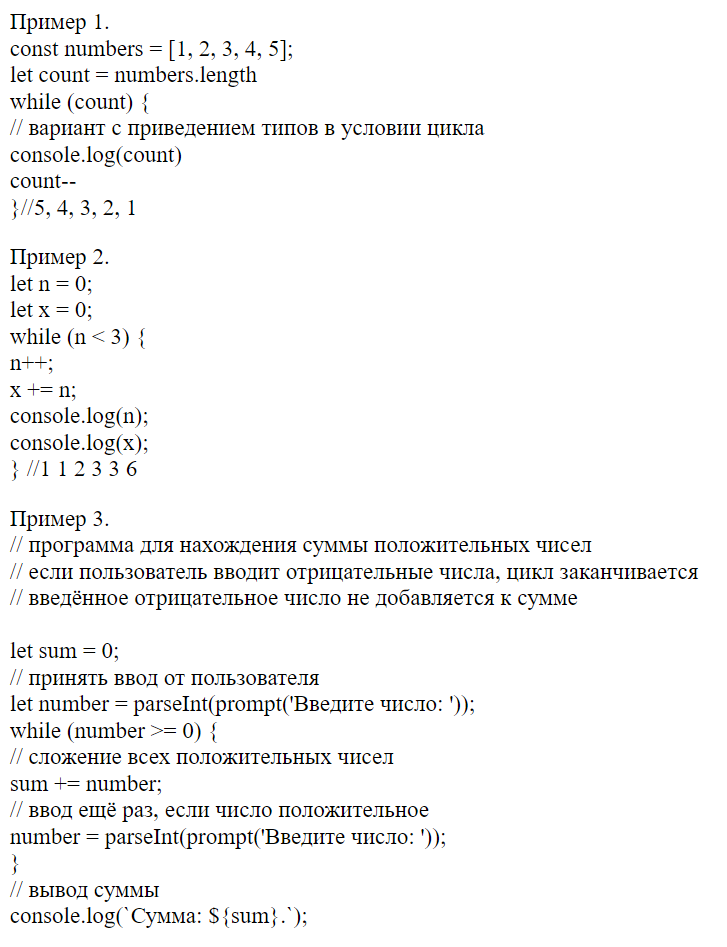 Пример 1.
const numbers = [1, 2, 3, 4, 5];
let count = numbers.length
while (count) {
// вариант с приведением типов в условии цикла
console.log(count)
count--
}//5, 4, 3, 2, 1
Пример 2.
let n = 0;
let x = 0;
while (n < 3) {
n++;
x += n;
console.log(n);
console.log(x);
} //1 1 2 3 3 6
Пример 3.
// программа для нахождения суммы положительных чисел
// если пользователь вводит отрицательные числа, цикл заканчивается
// введённое отрицательное число не добавляется к сумме
let sum = 0;
// принять ввод от пользователя
let number = parseInt(prompt('Введите число: '));
while (number >= 0) {
// сложение всех положительных чисел
sum += number;
// ввод ещё раз, если число положительное
number = parseInt(prompt('Введите число: '));
}
// вывод суммы
console.log(`Сумма: ${sum}.`);